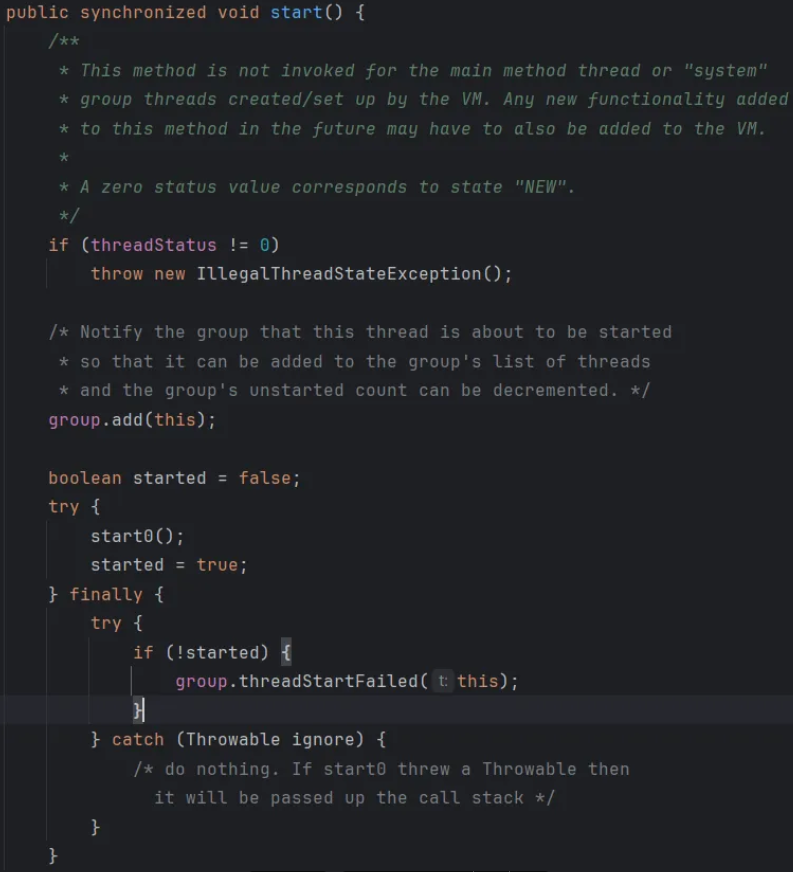 public synchronized void start() {
    /**
     * This method is not invoked for the main method thread or "system"
     * group threads created/set up by the VM. Any new functionality added
     * to this method in the future may have to also be added to the VM.
     *
     * A zero status value corresponds to state "NEW".
     */
    if (threadStatus != 0)
        throw new IllegalThreadStateException();

    /* Notify the group that this thread is about to be started
     * so that it can be added to the group's list of threads
     * and the group's unstarted count can be decremented. */
    group.add(this);

    boolean started = false;
    try {
        start0();
        started = true;
    } finally {
        try {
            if (!started) {
                group.threadStartFailed( t: this);
            }
        } catch (Throwable ignore) {
            /* do nothing. If start0 threw a Throwable then
              it will be passed up the call stack */
        }
    }